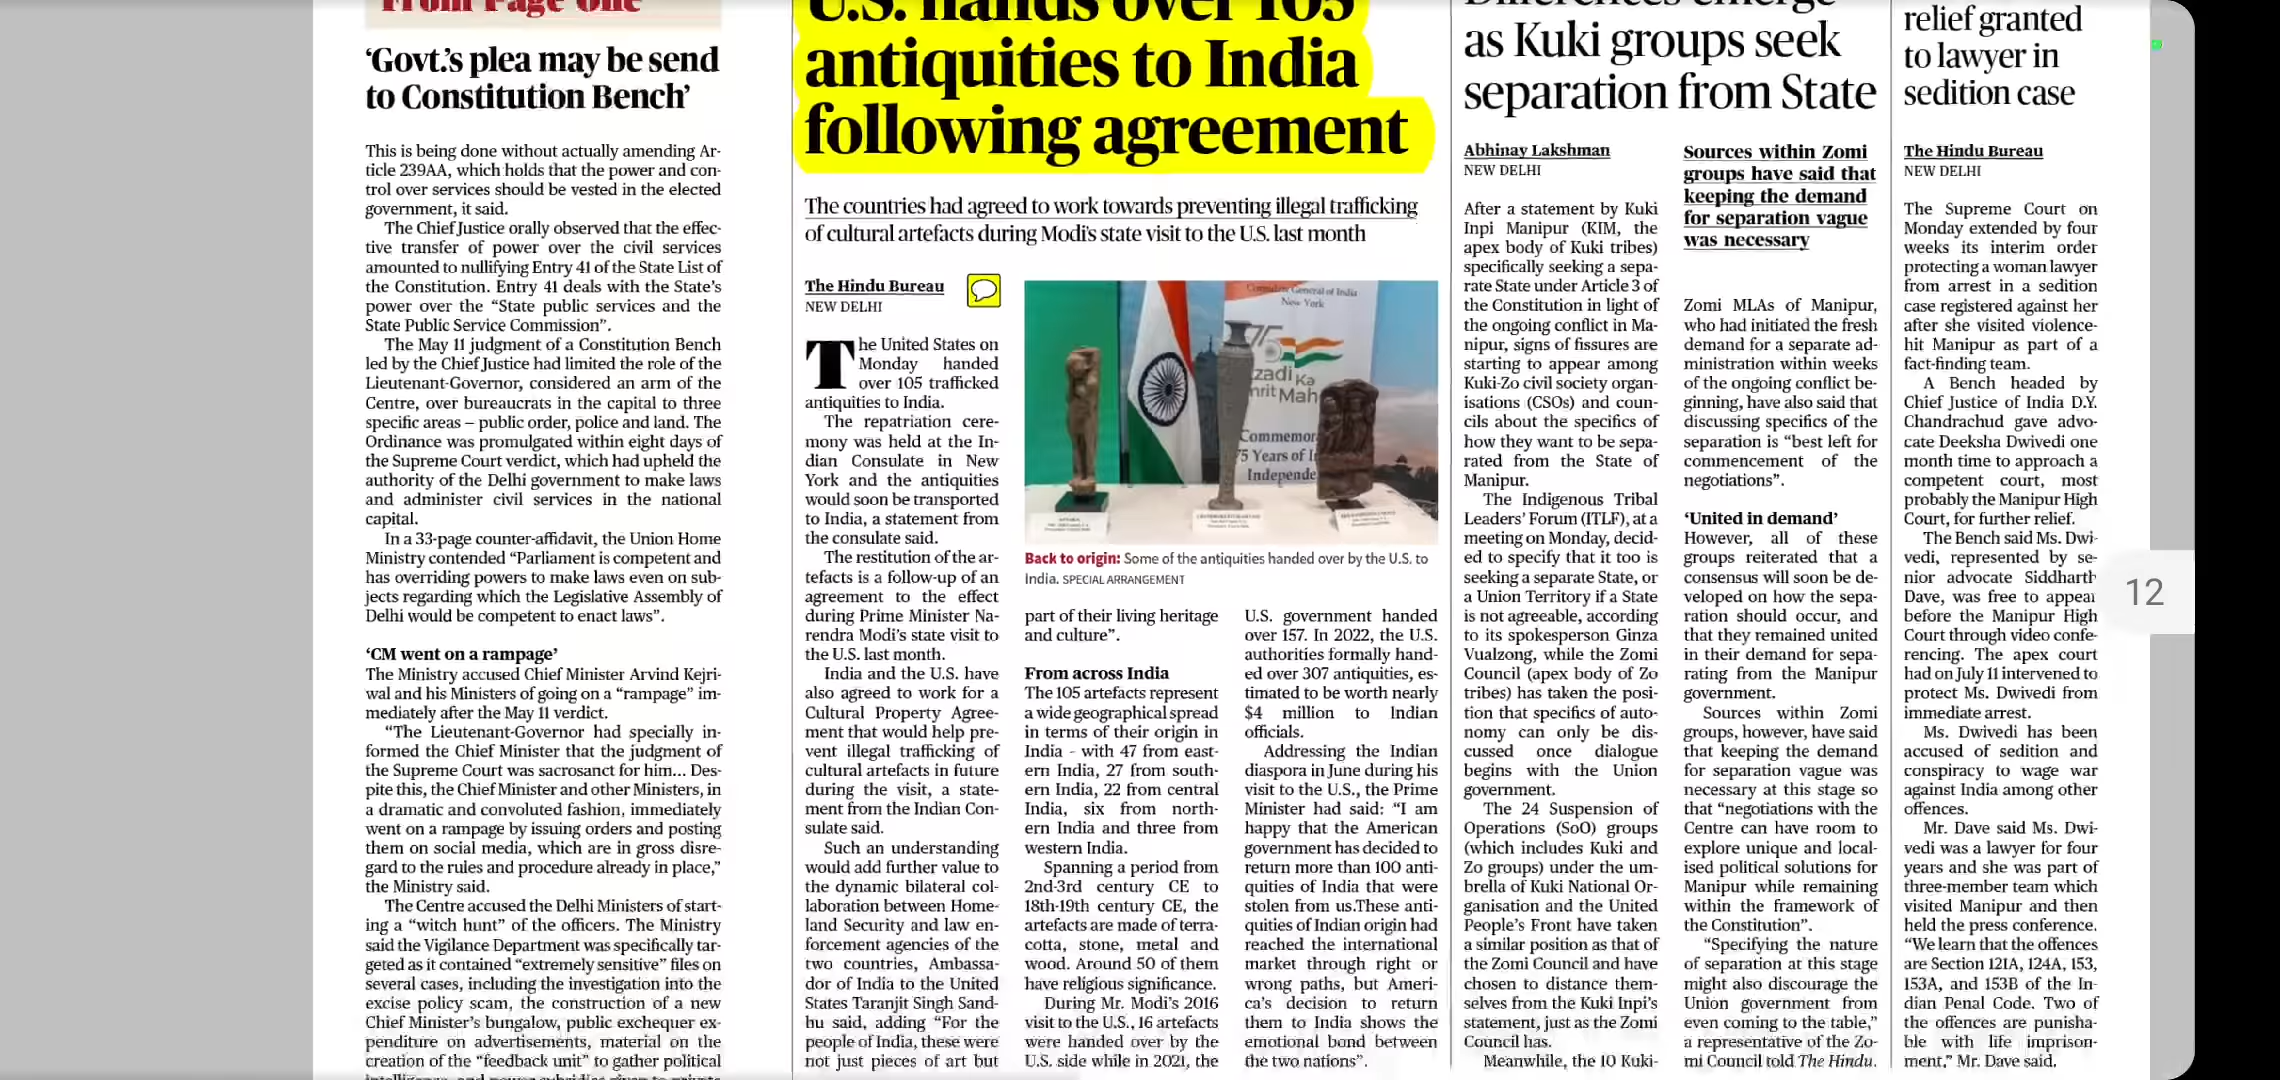 From Page One
‘Govt.’s plea may be send
to Constitution Bench’
This is being done without actually amending Ar-
ticle 239AA, which holds that the power and con-
trol over services should be vested in the elected
government, it said.
The Chief Justice orally observed that the effec-
tive transfer of power over the civil services
amounted to nullifying Entry 41 of the State List of
the Constitution. Entry 41 deals with the State’s
power over the “State public services and the
State Public Service Commission”.
The May 11 judgment of a Constitution Bench
led by the Chief Justice had limited the role of the
Lieutenant-Governor, considered an arm of the
Centre, over bureaucrats in the capital to three
specific areas – public order, police and land. The
Ordinance was promulgated within eight days of
the Supreme Court verdict, which had upheld the
authority of the Delhi government to make laws
and administer civil services in the national
capital.
In a 33-page counter-affidavit, the Union Home
Ministry contended “Parliament is competent and
has overriding powers to make laws even on sub-
jects regarding which the Legislative Assembly of
Delhi would be competent to enact laws”.
‘CM went on a rampage’
The Ministry accused Chief Minister Arvind Kejri-
wal and his Ministers of going on a “rampage” im-
mediately after the May 11 verdict.
“The Lieutenant-Governor had specially in-
formed the Chief Minister that the judgment of
the Supreme Court was sacrosanct for him... Des-
pite this, the Chief Minister and other Ministers, in
a dramatic and convoluted fashion, immediately
went on a rampage by issuing orders and posting
them on social media, which are in gross disre-
gard to the rules and procedure already in place,”
the Ministry said.
The Centre accused the Delhi Ministers of start-
ing a “witch hunt” of the officers. The Ministry
said the Vigilance Department was specifically tar-
geted as it contained “extremely sensitive” files on
several cases, including the investigation into the
excise policy scam, the construction of a new
Chief Minister’s bungalow, public exchequer ex-
penditure on advertisements, material on the
creation of the “feedback unit” to gather political
U.S. hands over 105
antiquities to India
following agreement
The countries had agreed to work towards preventing illegal trafficking
of cultural artefacts during Modi’s state visit to the U.S. last month
The Hindu Bureau
NEW DELHI
The United States on
Monday handed
over 105 trafficked
antiquities to India.
The repatriation cere-
mony was held at the In-
dian Consulate in New
York and the antiquities
would soon be transported
to India, a statement from
the consulate said.
The restitution of the ar-
tefacts is a follow-up of an
agreement to the effect
during Prime Minister Na-
rendra Modi’s state visit to
the U.S. last month.
India and the U.S. have
also agreed to work for a
Cultural Property Agree-
ment that would help pre-
vent illegal trafficking of
cultural artefacts in future
during the visit, a state-
ment from the Indian Con-
sulate said.
Such an understanding
would add further value to
the dynamic bilateral col-
laboration between Home-
land Security and law en-
forcement agencies of the
two countries, Ambassa-
dor of India to the United
States Taranjit Singh Sand-
hu said, adding “For the
people of India, these were
not just pieces of art but
General of India
New York
75
zadi Ka
mrit Mah
Commemor
75 Years of I
Independe
Back to origin: Some of the antiquities handed over by the U.S. to
India. SPECIAL ARRANGEMENT
part of their living heritage
and culture”.
From across India
The 105 artefacts represent
a wide geographical spread
in terms of their origin in
India - with 47 from east-
ern India, 27 from south-
ern India, 22 from central
India, six from north-
ern India and three from
western India.
Spanning a period from
2nd-3rd century CE to
18th-19th century CE, the
artefacts are made of terra-
cotta, stone, metal and
wood. Around 50 of them
have religious significance.
During Mr. Modi’s 2016
visit to the U.S., 16 artefacts
were handed over by the
U.S. side while in 2021, the
U.S. government handed
over 157. In 2022, the U.S.
authorities formally hand-
ed over 307 antiquities, es-
timated to be worth nearly
$4 million to Indian
officials.
Addressing the Indian
diaspora in June during his
visit to the U.S., the Prime
Minister had said: “I am
happy that the American
government has decided to
return more than 100 anti-
quities of India that were
stolen from us.These anti-
quities of Indian origin had
reached the international
market through right or
wrong paths, but Ameri-
ca’s decision to return
them to India shows the
emotional bond between
the two nations”.
Differences emerge
as Kuki groups seek
separation from State
Abhinay Lakshman
NEW DELHI
After a statement by Kuki
Inpi Manipur (KIM, the
apex body of Kuki tribes)
specifically seeking a sepa-
rate State under Article 3 of
the Constitution in light of
the ongoing conflict in Ma-
nipur, signs of fissures are
starting to appear among
Kuki-Zo civil society organ-
isations (CSOs) and coun-
cils about the specifics of
how they want to be sepa-
rated from the State of
Manipur.
The Indigenous Tribal
Leaders’ Forum (ITLF), at a
meeting on Monday, decid-
ed to specify that it too is
seeking a separate State, or
a Union Territory if a State
is not agreeable, according
to its spokesperson Ginza
Vualzong, while the Zomi
Council (apex body of Zo
tribes) has taken the posi-
tion that specifics of auto-
nomy can only be dis-
cussed once dialogue
begins with the Union
government.
The 24 Suspension of
Operations (SoO) groups
(which includes Kuki and
Zo groups) under the um-
brella of Kuki National Or-
ganisation and the United
People’s Front have taken
a similar position as that of
the Zomi Council and have
chosen to distance them-
selves from the Kuki Inpi’s
statement, just as the Zomi
Council has.
Meanwhile, the 10 Kuki-
Sources within Zomi
groups have said that
keeping the demand
for separation vague
was necessary
Zomi MLAs of Manipur,
who had initiated the fresh
demand for a separate ad-
ministration within weeks
of the ongoing conflict be-
ginning, have also said that
discussing specifics of the
separation is “best left for
commencement of the
negotiations”.
‘United in demand’
However, all of these
groups reiterated that a
consensus will soon be de-
veloped on how the sepa-
ration should occur, and
that they remained united
in their demand for sepa-
rating from the Manipur
government.
Sources within Zomi
groups, however, have said
that keeping the demand
for separation vague was
necessary at this stage so
that “negotiations with the
Centre can have room to
explore unique and local-
ised political solutions for
Manipur while remaining
within the framework of
the Constitution”.
“Specifying the nature
of separation at this stage
might also discourage the
Union government from
even coming to the table,”
a representative of the Zo-
mi Council told The Hindu.
relief granted
to lawyer in
sedition case
The Hindu Bureau
NEW DELHI
The Supreme Court on
Monday extended by four
weeks its interim order
protecting a woman lawyer
from arrest in a sedition
case registered against her
after she visited violence-
hit Manipur as part of a
fact-finding team.
A Bench headed by
Chief Justice of India D.Y.
Chandrachud gave advo-
cate Deeksha Dwivedi one
month time to approach a
competent court, most
probably the Manipur High
Court, for further relief.
The Bench said Ms. Dwi-
vedi, represented by se-
nior advocate Siddharth
Dave, was free to appear
before the Manipur High
Court through video confe-
rencing. The apex court
had on July 11 intervened to
protect Ms. Dwivedi from
immediate arrest.
Ms. Dwivedi has been
accused of sedition and
conspiracy to wage war
against India among other
offences.
Mr. Dave said Ms. Dwi-
vedi was a lawyer for four
years and she was part of
three-member team which
visited Manipur and then
held the press conference.
“We learn that the offences
are Section 121A, 124A, 153,
153A, and 153B of the In-
dian Penal Code. Two of
the offences are punisha-
ble with life imprison-
ment,” Mr. Dave said.
12